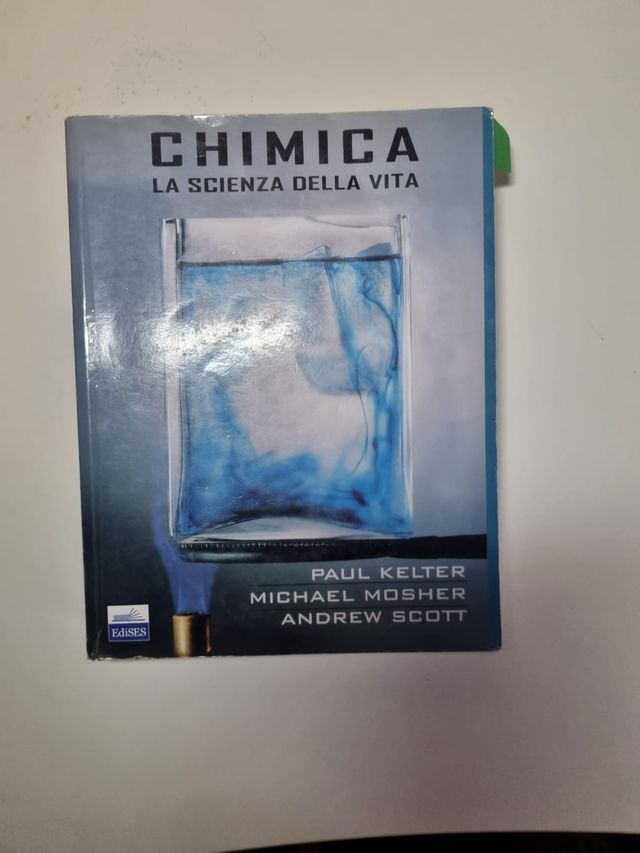 CHIMICA
LA SCIENZA DELLA VITA
PAUL KELTER
MICHAEL MOSHER
ANDREW SCOTT
EdiSES